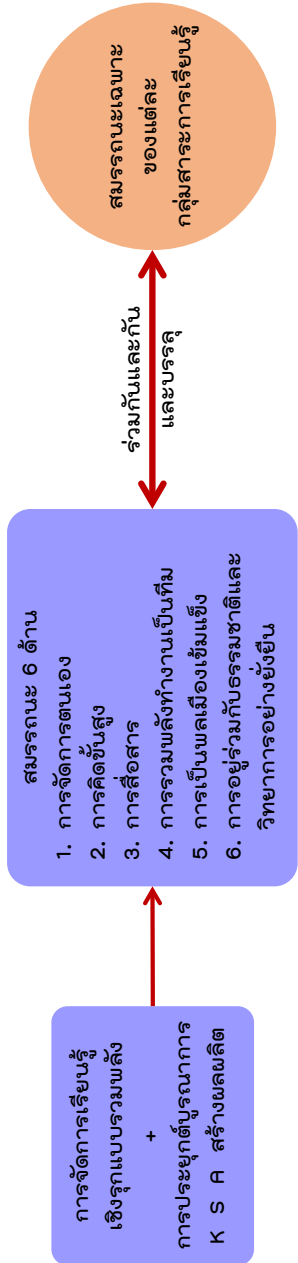 การจัดการเรียนรู้
เชิงรุกแบบรวมพลัง
+
การประยุกต์บูรณาการ
K S A สร้างผลผลิต
สมรรถนะ 6 ด้าน
1. การจัดการตนเอง
2. การคิดขั้นสูง
3. การสื่อสาร
4. การรวมพลังทำงานเป็นทีม
5. การเป็นพลเมืองเข้มแข็ง
6. การอยู่ร่วมกับธรรมชาติและ
วิทยาการอย่างยั่งยืน
ร่วมกันและกัน
และบรรลุ
สมรรถนะเฉพาะ
ของแต่ละ
กลุ่มสาระการเรียนรู้